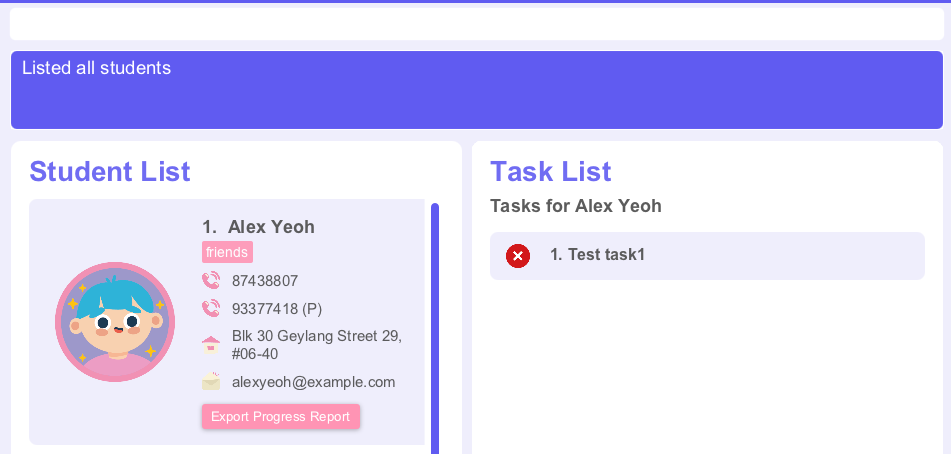 Listed all students
Student List
1. Alex Yeoh
friends
87438807
93377418 (P)
Blk 30 Geylang Street 29,
#06-40
alexyeoh@example.com
Export Progress Report
Task List
Tasks for Alex Yeoh
1. Test task1